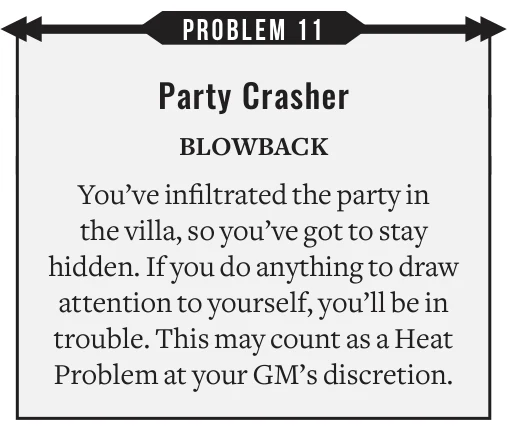 PROBLEM 11
Party Crasher
BLOWBACK
You’ve infiltrated the party in
the villa, so you’ve got to stay
hidden. If you do anything to draw
attention to yourself, you’ll be in
trouble. This may count as a Heat
Problem at your GM’s discretion.